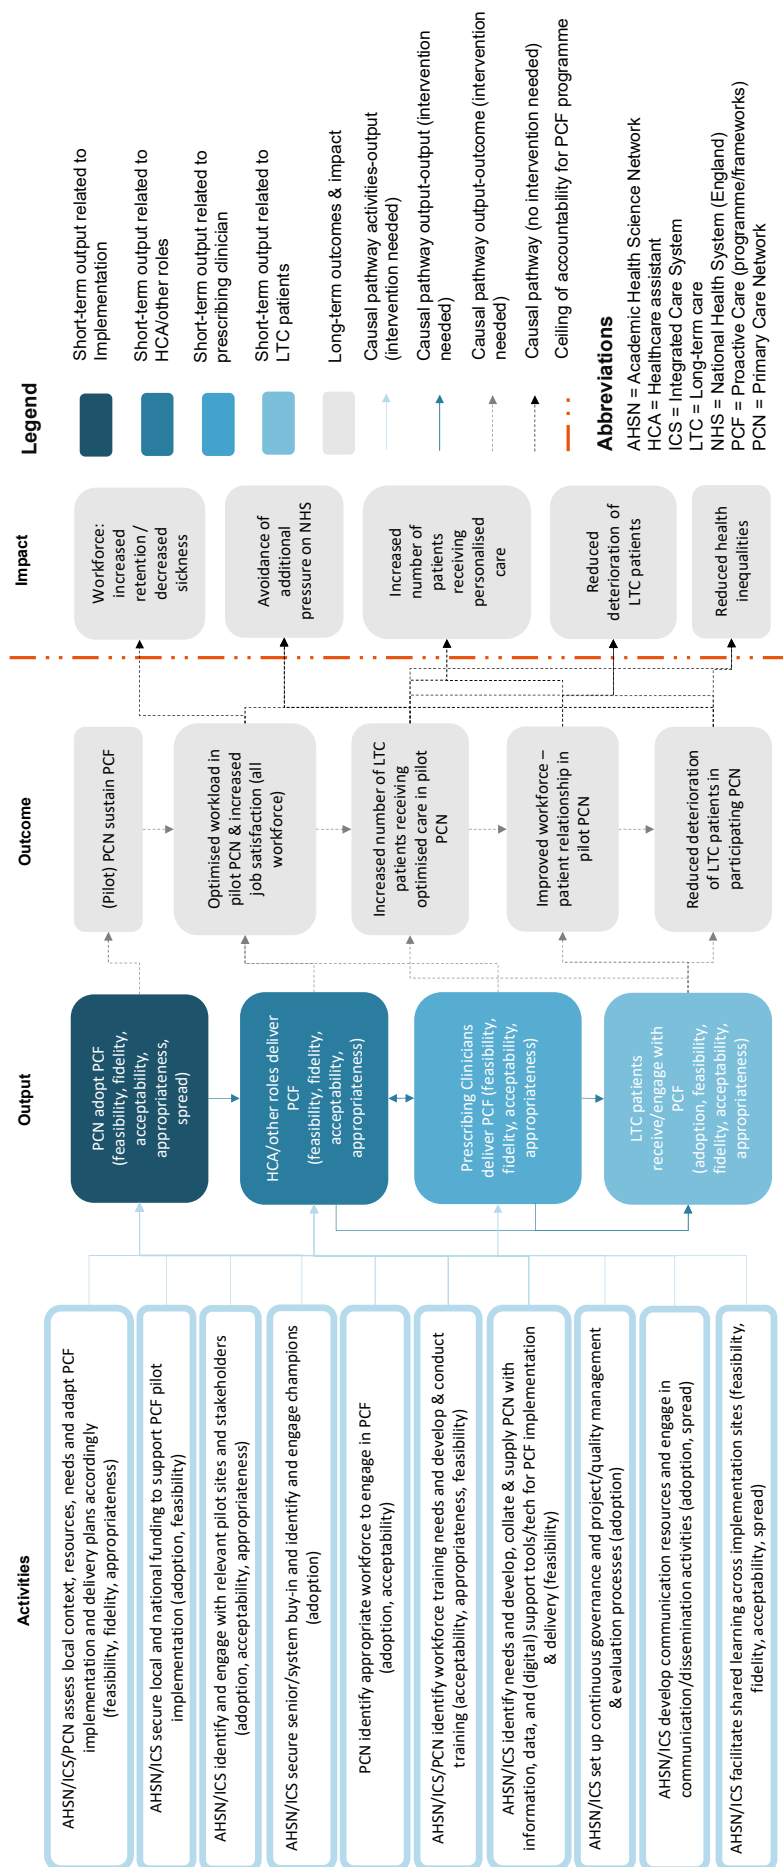 Activities
AHSN/ICS/PCN assess local context, resources, needs and adapt PCF
implementation and delivery plans accordingly
(feasibility, fidelity, appropriateness)
AHSN/ICS secure local and national funding to support PCF pilot
implementation (adoption, feasibility)
AHSN/ICS identify and engage with relevant pilot sites and stakeholders
(adoption, acceptability, appropriateness)
AHSN/ICS secure senior/system buy-in and identify and engage champions
(adoption)
PCN identify appropriate workforce to engage in PCF
(adoption, acceptability)
AHSN/ICS/PCN identify workforce training needs and develop & conduct
training (acceptability, appropriateness, feasibility)
AHSN/ICS identify needs and develop, collate & supply PCN with
information, data, and (digital) support tools/tech for PCF implementation
& delivery (feasibility)
AHSN/ICS set up continuous governance and project/quality management
& evaluation processes (adoption)
AHSN/ICS develop communication resources and engage in
communication/dissemination activities (adoption, spread)
AHSN/ICS facilitate shared learning across implementation sites (feasibility,
fidelity, acceptability, spread)
Output
PCN adopt PCF
(feasibility, fidelity,
acceptability,
appropriateness,
spread)
HCA/other roles deliver
PCF
(feasibility, fidelity,
acceptability,
appropriateness)
Prescribing Clinicians
deliver PCF (feasibility,
fidelity, acceptability,
appropriateness)
LTC patients
receive/engage with
PCF
(adoption, feasibility,
fidelity, acceptability,
appropriateness)
Outcome
(Pilot) PCN sustain PCF
Optimised workload in
pilot PCN & increased
job satisfaction (all
workforce)
Increased number of LTC
patients receiving
optimised care in pilot
PCN
Improved workforce –
patient relationship in
pilot PCN
Reduced deterioration
of LTC patients in
participating PCN
Impact
Workforce:
increased
retention /
decreased
sickness
Avoidance of
additional
pressure on NHS
Increased
number of
patients
receiving
personalised
care
Reduced
deterioration of
LTC patients
Reduced health
inequalities
Legend
Short-term output related to
Implementation
Short-term output related to
HCA/other roles
Short-term output related to
prescribing clinician
Short-term output related to
LTC patients
Long-term outcomes & impact
Causal pathway activities-output
(intervention needed)
Causal pathway output-output (intervention
needed)
Causal pathway output-outcome (intervention
needed)
Causal pathway (no intervention needed)
Ceiling of accountability for PCF programme
Abbreviations
AHSN = Academic Health Science Network
HCA = Healthcare assistant
ICS = Integrated Care System
LTC = Long-term care
NHS = National Health System (England)
PCF = Proactive Care (programme/frameworks)
PCN = Primary Care Network